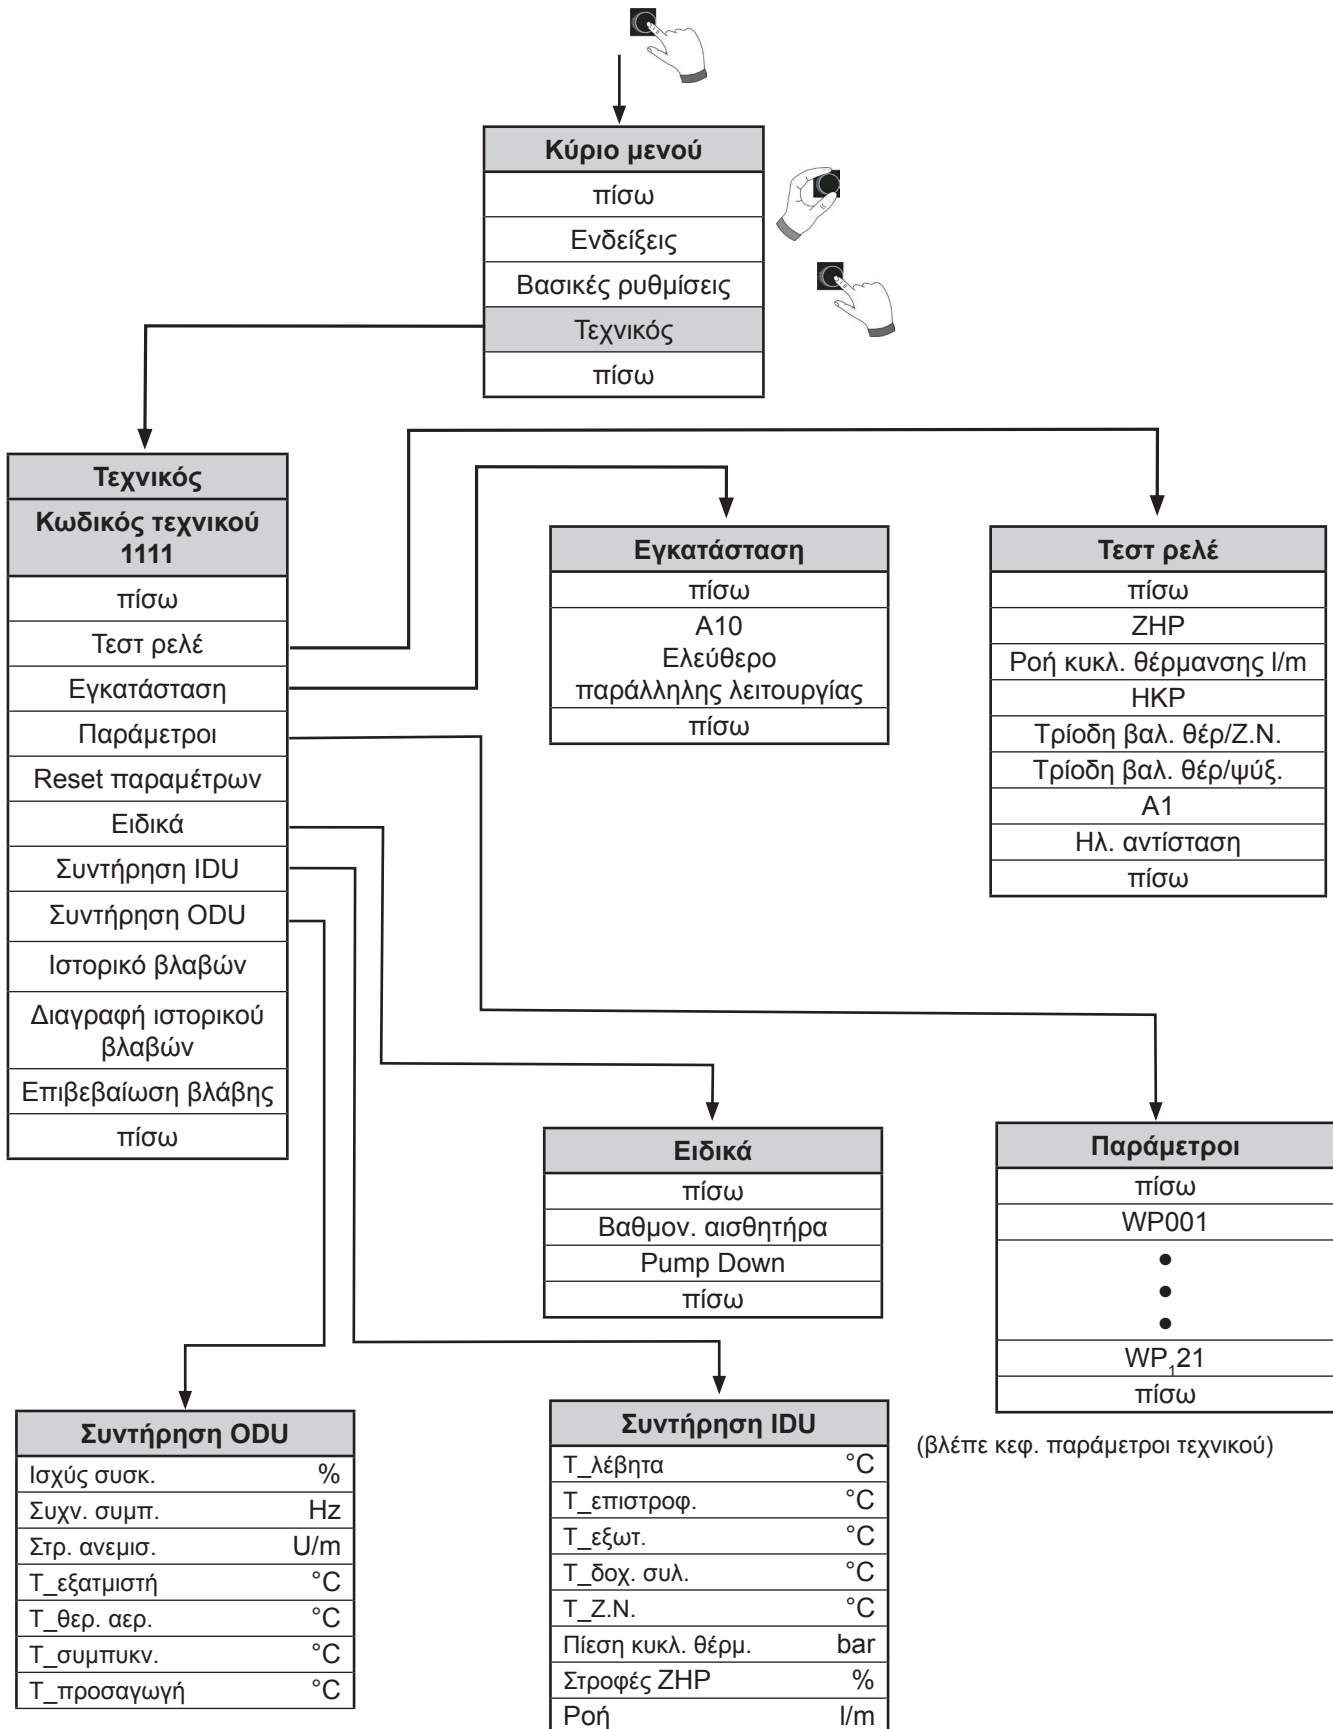 Κύριο μενού
πίσω
Ενδείξεις
Βασικές ρυθμίσεις
Τεχνικός
πίσω
Τεχνικός
Κωδικός τεχνικού
1111
πίσω
Τεστ ρελέ
Εγκατάσταση
Παράμετροι
Reset παραμέτρων
Ειδικά
Συντήρηση IDU
Συντήρηση ODU
Ιστορικό βλαβών
Διαγραφή ιστορικού
βλαβών
Επιβεβαίωση βλάβης
πίσω
Εγκατάσταση
πίσω
A10
Ελεύθερο
παράλληλης λειτουργίας
πίσω
Τεστ ρελέ
πίσω
ZHP
Ροή κυκλ. θέρμανσης l/m
HKP
Τρίοδη βαλ. θέρ/Ζ.Ν.
Τρίοδη βαλ. θέρ/ψύξ.
A1
Ηλ. αντίσταση
πίσω
Ειδικά
πίσω
Βαθμον. αισθητήρα
Pump Down
πίσω
Παράμετροι
πίσω
WP001
•
•
•
WP₁21
πίσω
(βλέπε κεφ. παράμετροι τεχνικού)
Συντήρηση ODU
Ισχύς συσκ. %
Συχν. συμπ. Hz
Στρ. ανεμισ. U/m
T_εξατμιστή °C
T_θερ. αερ. °C
T_συμπυκν. °C
T_προσαγωγή °C
Συντήρηση IDU
T_λέβητα °C
T_επιστροφ. °C
T_εξωτ. °C
T_δοχ. συλ. °C
T_Z.N. °C
Πίεση κυκλ. θέρμ. bar
Στροφές ZHP %
Ροή l/m